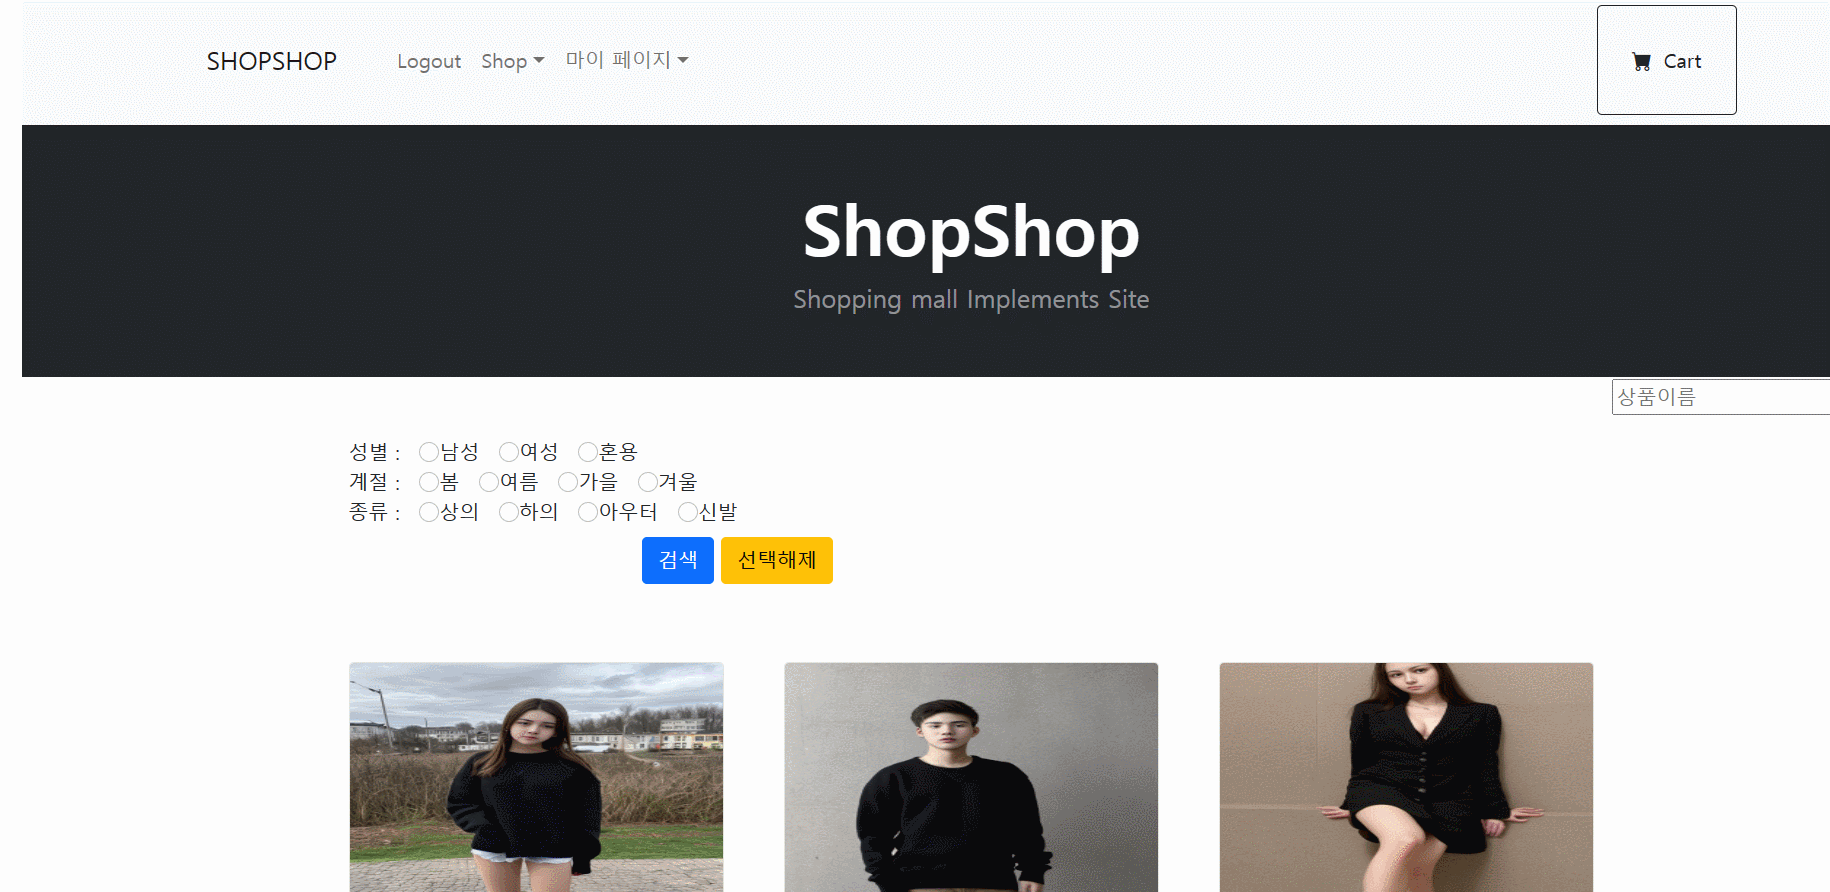 SHOPSHOP Logout Shop 마이 페이지 Cart
ShopShop
Shopping mall Implements Site
상품이름
성별 : 남성 여성 혼용
계절 : 봄 여름 가을 겨울
종류 : 상의 하의 아우터 신발
검색 선택해제